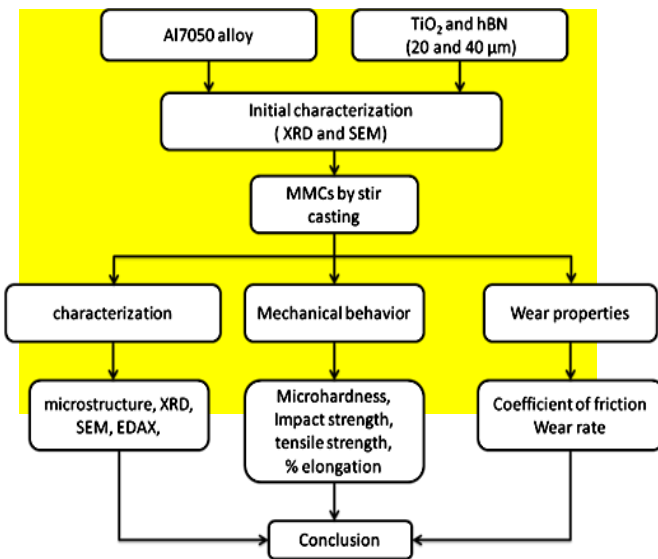 Al7050 alloy
TiO₂ and hBN
(20 and 40 µm)
Initial characterization
( XRD and SEM)
MMCs by stir
casting
characterization
Mechanical behavior
Wear properties
microstructure, XRD,
SEM, EDAX,
Microhardness,
Impact strength,
tensile strength,
% elongation
Coefficient of friction
Wear rate
Conclusion